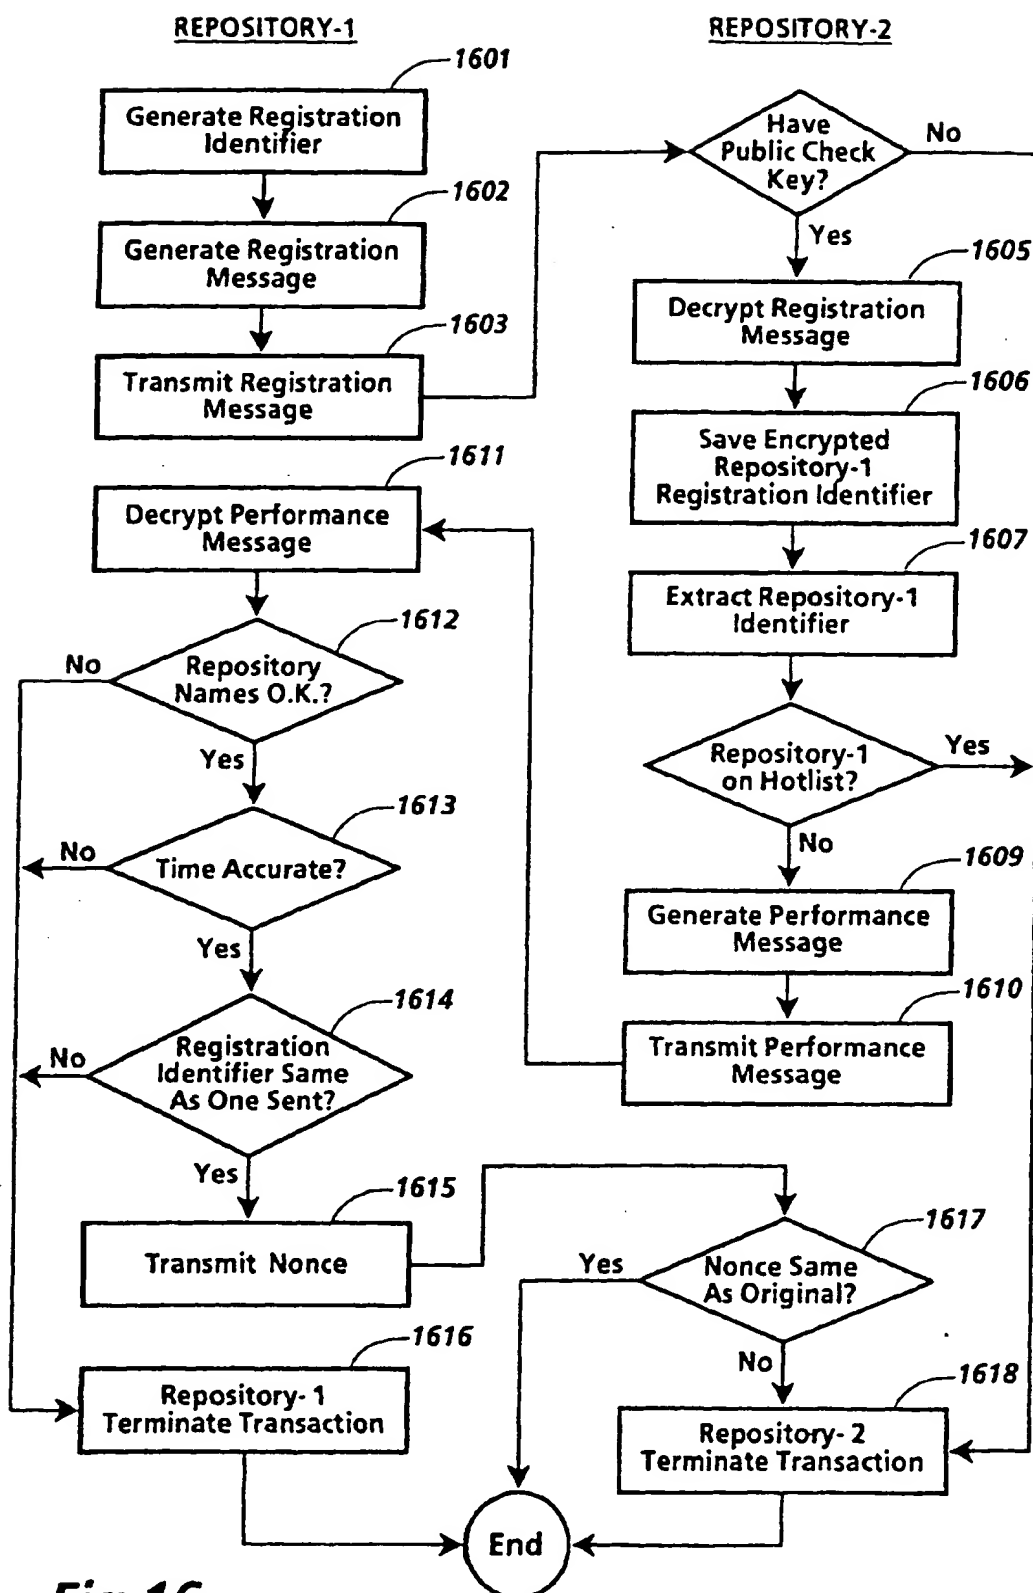 REPOSITORY-1
1601
Generate Registration
Identifier
1602
Generate Registration
Message
1603
Transmit Registration
Message
1611
Decrypt Performance
Message
1612
Repository
Names O.K.?
No
Yes
1613
Time Accurate?
No
Yes
1614
Registration
Identifier Same
As One Sent?
No
Yes
1615
Transmit Nonce
1616
Repository- 1
Terminate Transaction
REPOSITORY-2
Have
Public Check
Key?
No
Yes
1605
Decrypt Registration
Message
1606
Save Encrypted
Repository-1
Registration Identifier
1607
Extract Repository-1
Identifier
Repository-1
on Hotlist?
Yes
No
1609
Generate Performance
Message
1610
Transmit Performance
Message
1617
Nonce Same
As Original?
Yes
No
1618
Repository- 2
Terminate Transaction
End
Fig.16